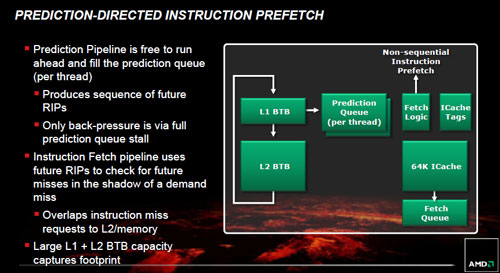 PREDICTION-DIRECTED INSTRUCTION PREFETCH
Prediction Pipeline is free to run
ahead and fill the prediction queue
(per thread)
Produces sequence of future
RIPs
Only back-pressure is via full
prediction queue stall
Instruction Fetch pipeline uses
future RIPs to check for future
misses in the shadow of a demand
miss
Overlaps instruction miss
requests to L2/memory
Large L1 + L2 BTB capacity
captures footprint
Non-sequential
Instruction
Prefetch
L1 BTB
Prediction
Queue
(per thread)
Fetch
Logic
ICache
Tags
L2 BTB
64K ICache
Fetch
Queue
AMD